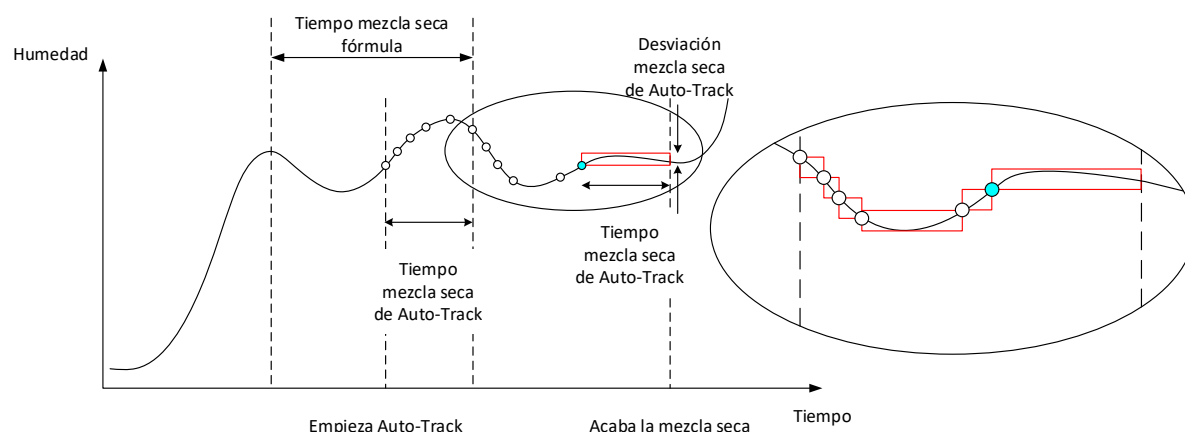 Tiempo mezcla seca
fórmula
Humedad
Desviación
mezcla seca
de Auto-Track
Tiempo
mezcla seca
de Auto-Track
Tiempo
mezcla seca
de Auto-Track
Tiempo
Empieza Auto-Track
Acaba la mezcla seca